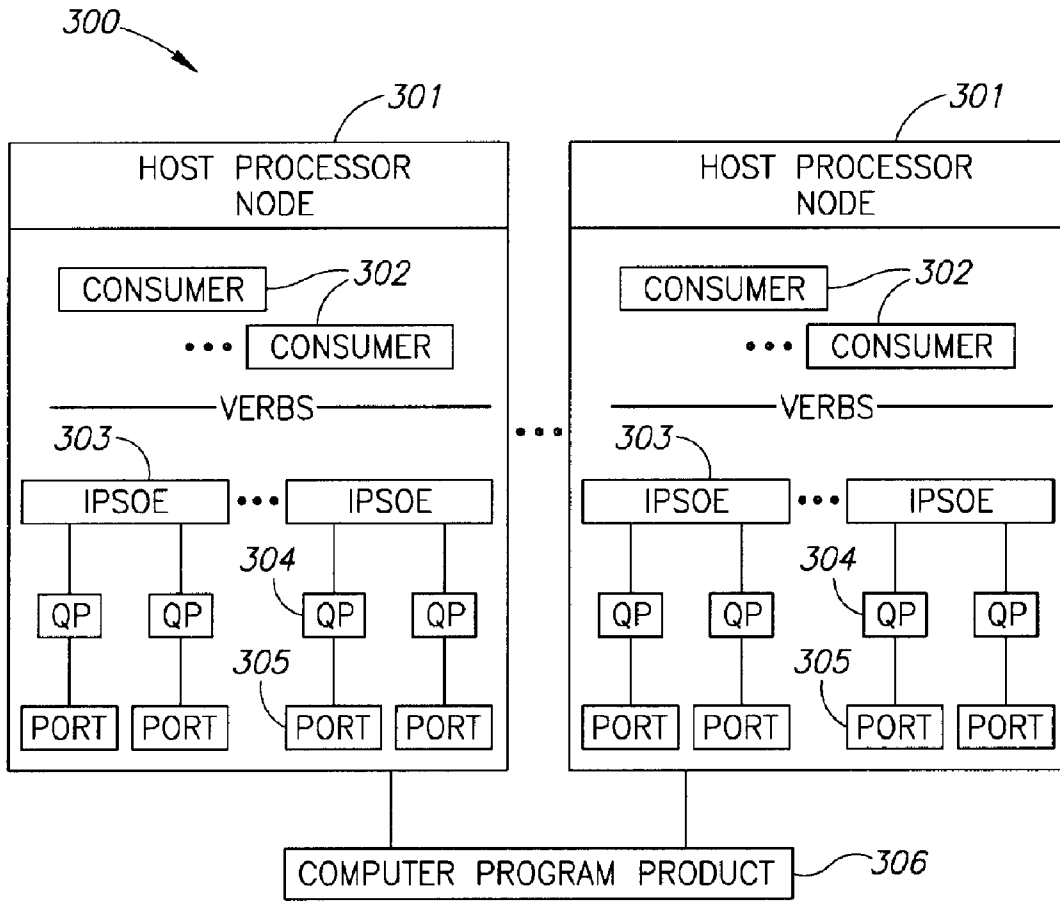 300
301 301
HOST PROCESSOR NODE HOST PROCESSOR NODE
CONSUMER 302 CONSUMER 302
••• CONSUMER ••• CONSUMER
VERBS ••• VERBS
303 303
IPSOE ••• IPSOE IPSOE ••• IPSOE
304 304
QP QP QP QP QP QP QP QP
305 305
PORT PORT PORT PORT PORT PORT PORT PORT
COMPUTER PROGRAM PRODUCT 306